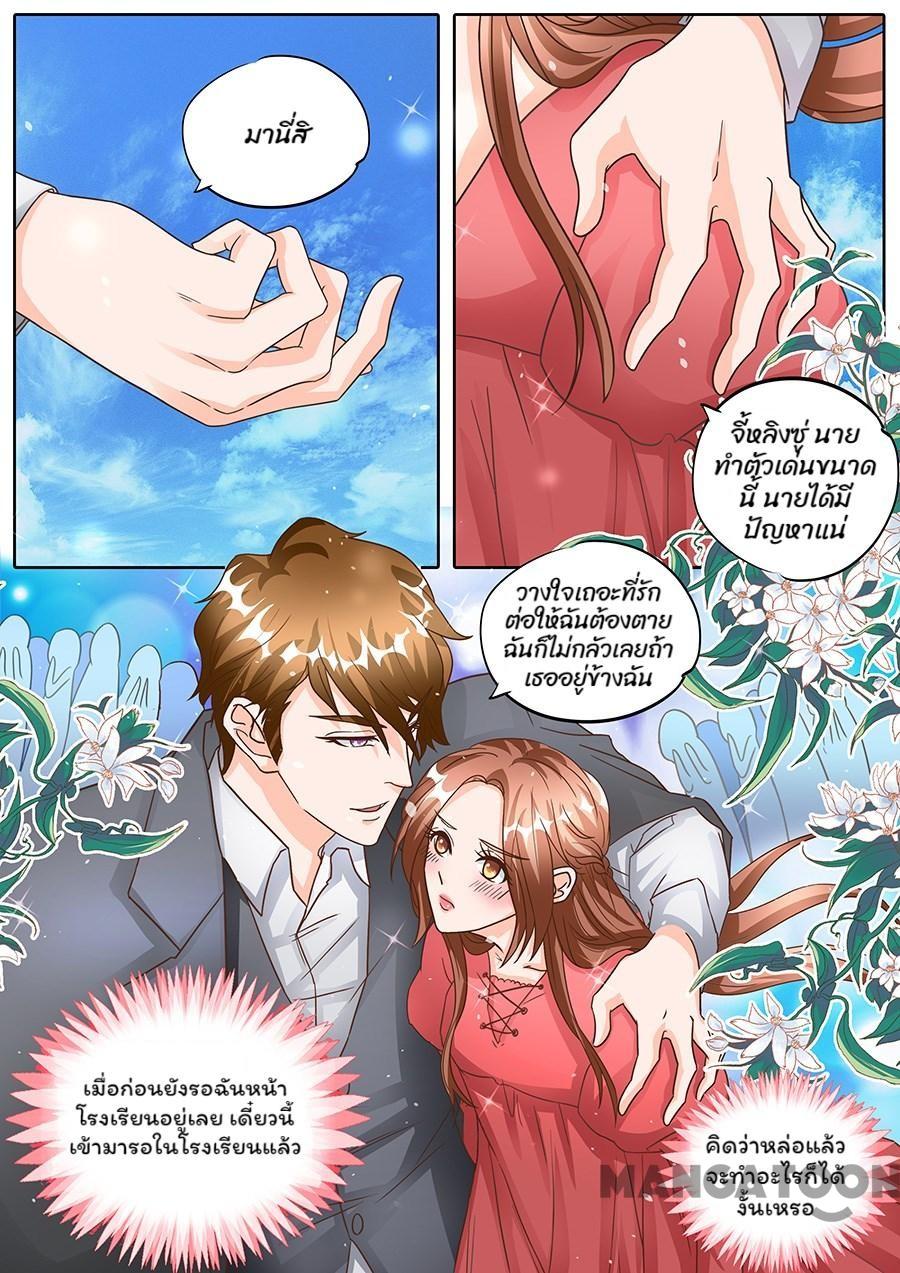 มานี่สิ
จี้หลิงซู่ นาย
ทำตัวเด่นขนาด
นี้ นายได้มี
ปัญหาแน่
วางใจเถอะที่รัก
ต่อให้ฉันต้องตาย
ฉันก็ไม่กลัวเลยถ้า
เธออยู่ข้างฉัน
เมื่อก่อนยังรอฉันหน้า
โรงเรียนอยู่เลย เดี๋ยวนี้
เข้ามารอในโรงเรียนแล้ว
คิดว่าหล่อแล้ว
จะทำอะไรก็ได้
งั้นเหรอ
MANGATOON